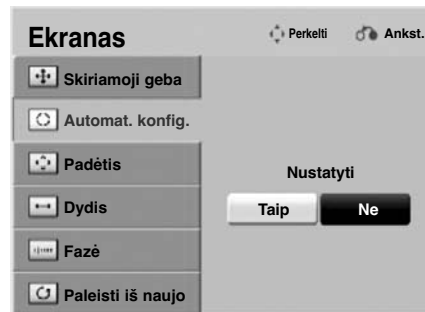 Ekranas
Perkelti
Ankst.
Skiriamoji geba
Automat. konfig.
Padėtis
Dydis
Fazė
Paleisti iš naujo
Nustatyti
Taip
Ne